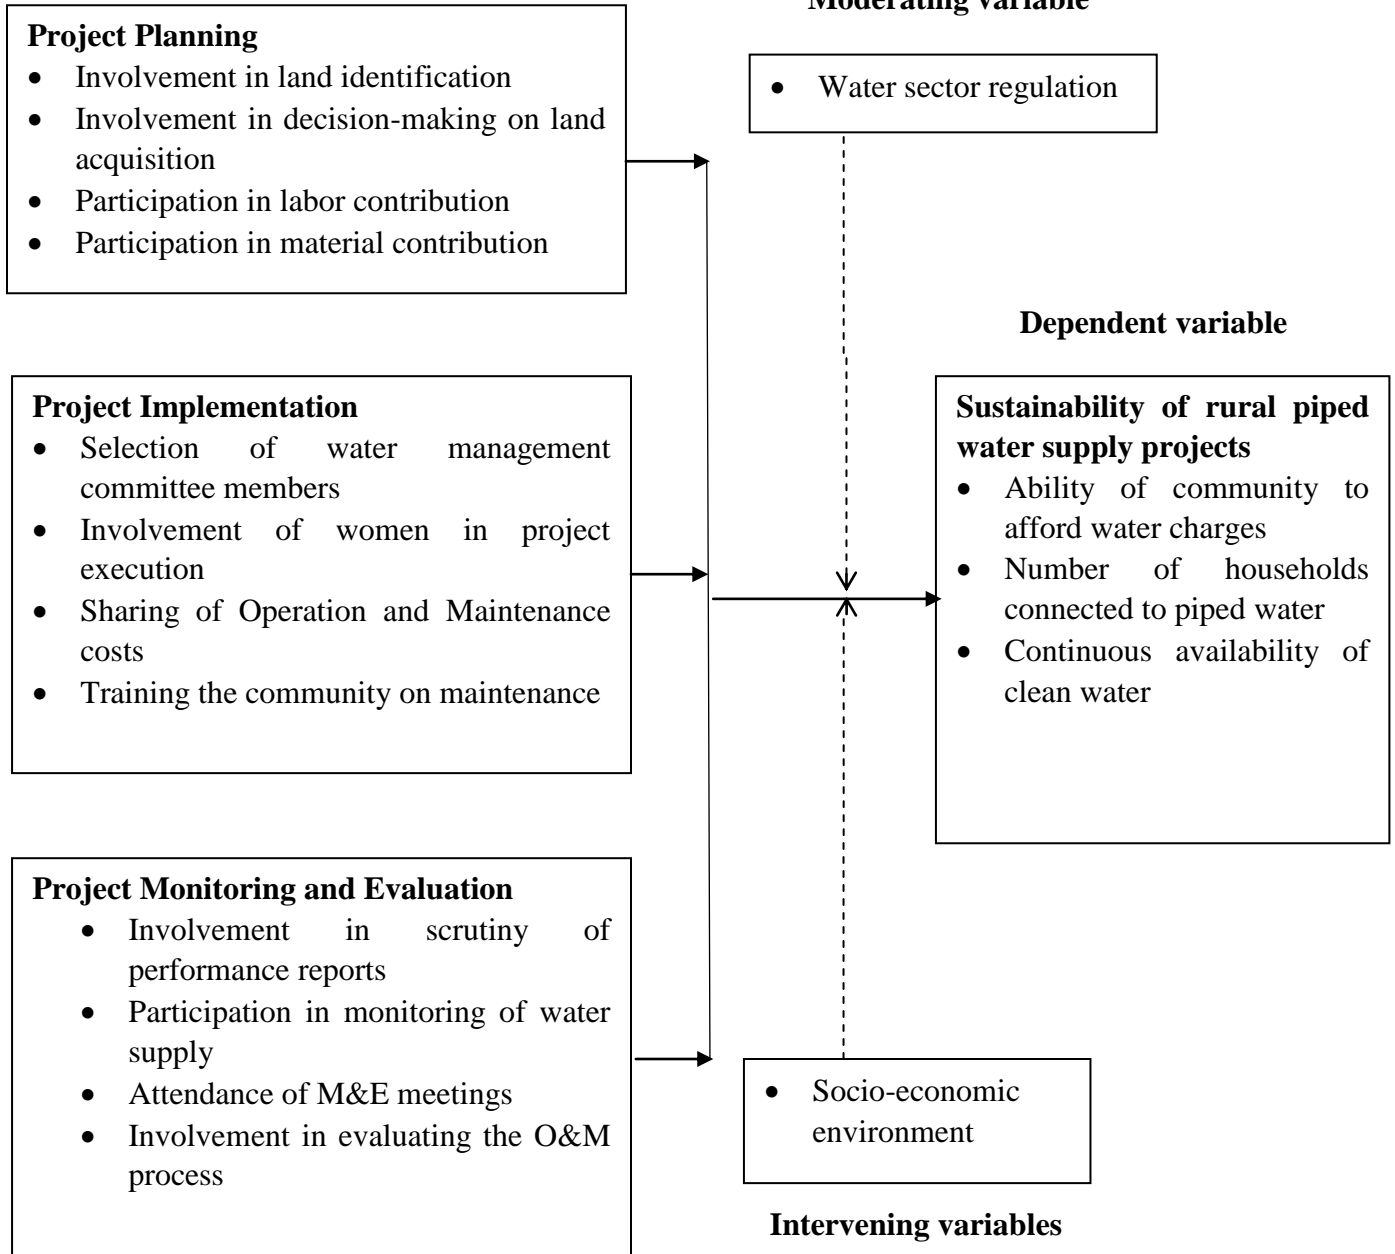 Moderating variable
Project Planning
• Involvement in land identification
• Involvement in decision-making on land
acquisition
• Participation in labor contribution
• Participation in material contribution
• Water sector regulation
Dependent variable
Project Implementation
• Selection of water management
committee members
• Involvement of women in project
execution
• Sharing of Operation and Maintenance
costs
• Training the community on maintenance
Sustainability of rural piped
water supply projects
• Ability of community to
afford water charges
• Number of households
connected to piped water
• Continuous availability of
clean water
Project Monitoring and Evaluation
• Involvement in scrutiny of
performance reports
• Participation in monitoring of water
supply
• Attendance of M&E meetings
• Involvement in evaluating the O&M
process
• Socio-economic
environment
Intervening variables